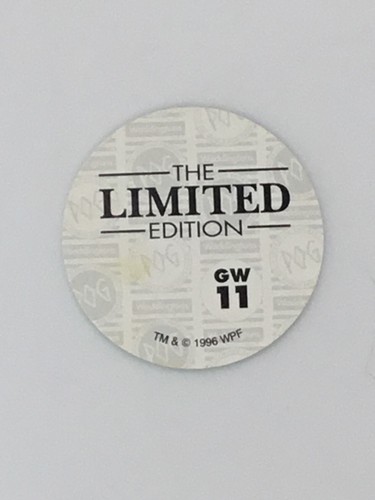 THE
LIMITED
EDITION
GW
11
TM & © 1996 WPF